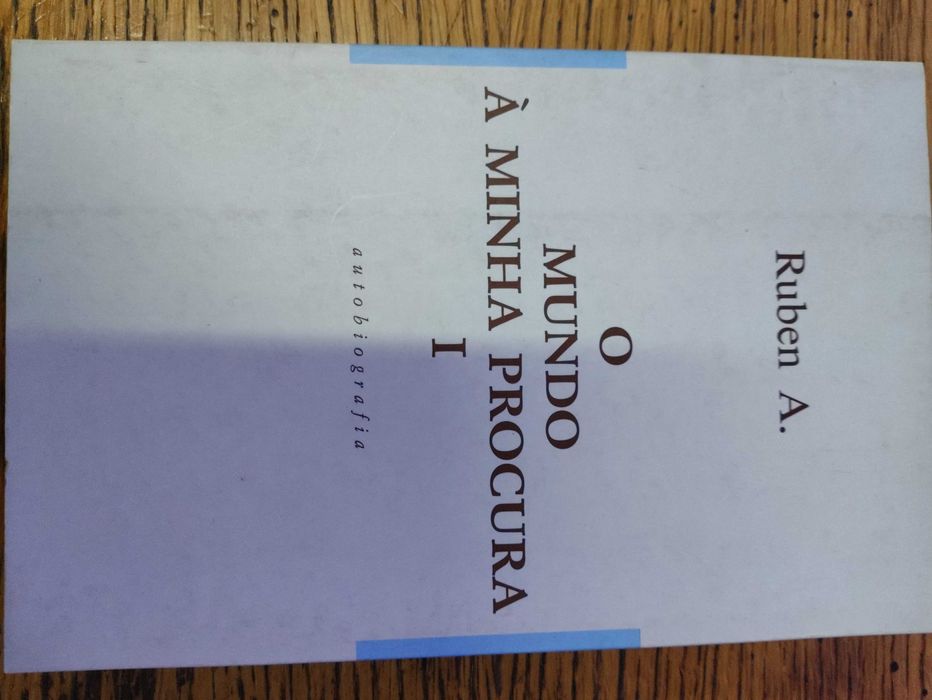 Ruben A.
O
MUNDO
À MINHA PROCURA
I
autobiografia